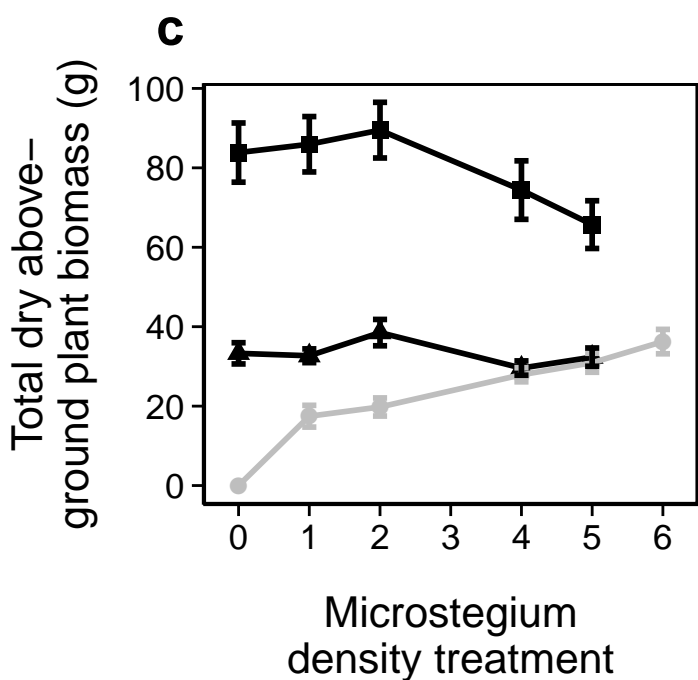 c
Total dry above–
ground plant biomass (g)
100
80
60
40
20
0
0 1 2 3 4 5 6
Microstegium
density treatment